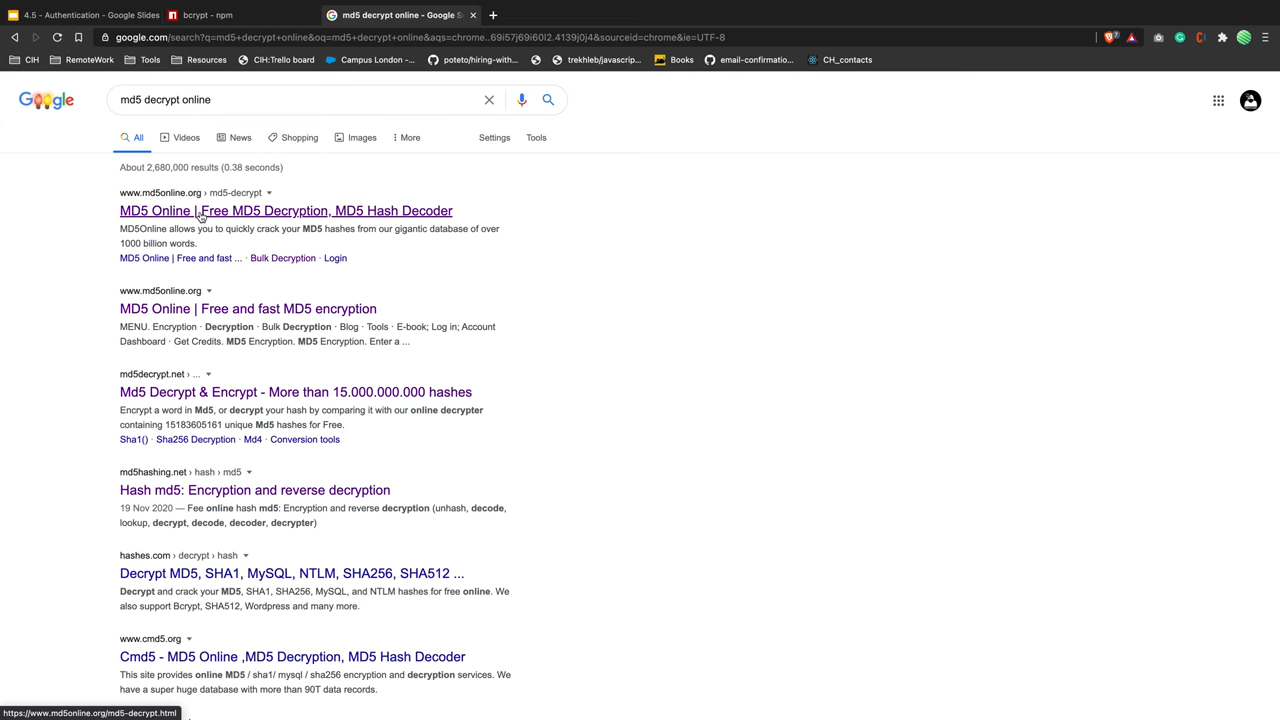 4.5 - Authentication - Google Slides
bcrypt - npm
md5 decrypt online - Google S
google.com/search?q=md5+decrypt+online&oq=md5+decrypt+online&aqs=chrome..69i57j69i60l2.4139j0j4&sourceid=chrome&ie=UTF-8
CIH RemoteWork Tools Resources CIH:Trello board Campus London -... poteto/hiring-with... trekhleb/javascrip... Books email-confirmatio... CH_contacts
Google
md5 decrypt online
All Videos News Shopping Images More Settings Tools
About 2,680,000 results (0.38 seconds)
www.md5online.org › md5-decrypt
MD5 Online | Free MD5 Decryption, MD5 Hash Decoder
MD5Online allows you to quickly crack your MD5 hashes from our gigantic database of over
1000 billion words.
MD5 Online | Free and fast ... · Bulk Decryption · Login
www.md5online.org
MD5 Online | Free and fast MD5 encryption
MENU. Encryption · Decryption · Bulk Decryption · Blog · Tools · E-book; Log in; Account
Dashboard · Get Credits. MD5 Encryption. MD5 Encryption. Enter a ...
md5decrypt.net › ...
Md5 Decrypt & Encrypt - More than 15.000.000.000 hashes
Encrypt a word in Md5, or decrypt your hash by comparing it with our online decrypter
containing 15183605161 unique Md5 hashes for Free.
Sha1() · Sha256 Decryption · Md4 · Conversion tools
md5hashing.net › hash › md5
Hash md5: Encryption and reverse decryption
19 Nov 2020 — Fee online hash md5: Encryption and reverse decryption (unhash, decode,
lookup, decrypt, decode, decoder, decrypter)
hashes.com › decrypt › hash
Decrypt MD5, SHA1, MySQL, NTLM, SHA256, SHA512 ...
Decrypt and crack your MD5, SHA1, SHA256, MySQL, and NTLM hashes for free online. We
also support Bcrypt, SHA512, Wordpress and many more.
www.cmd5.org
Cmd5 - MD5 Online ,MD5 Decryption, MD5 Hash Decoder
This site provides online MD5 / sha1/ mysql / sha256 encryption and decryption services. We
have a super huge database with more than 90T data records.
https://www.md5online.org/md5-decrypt.html